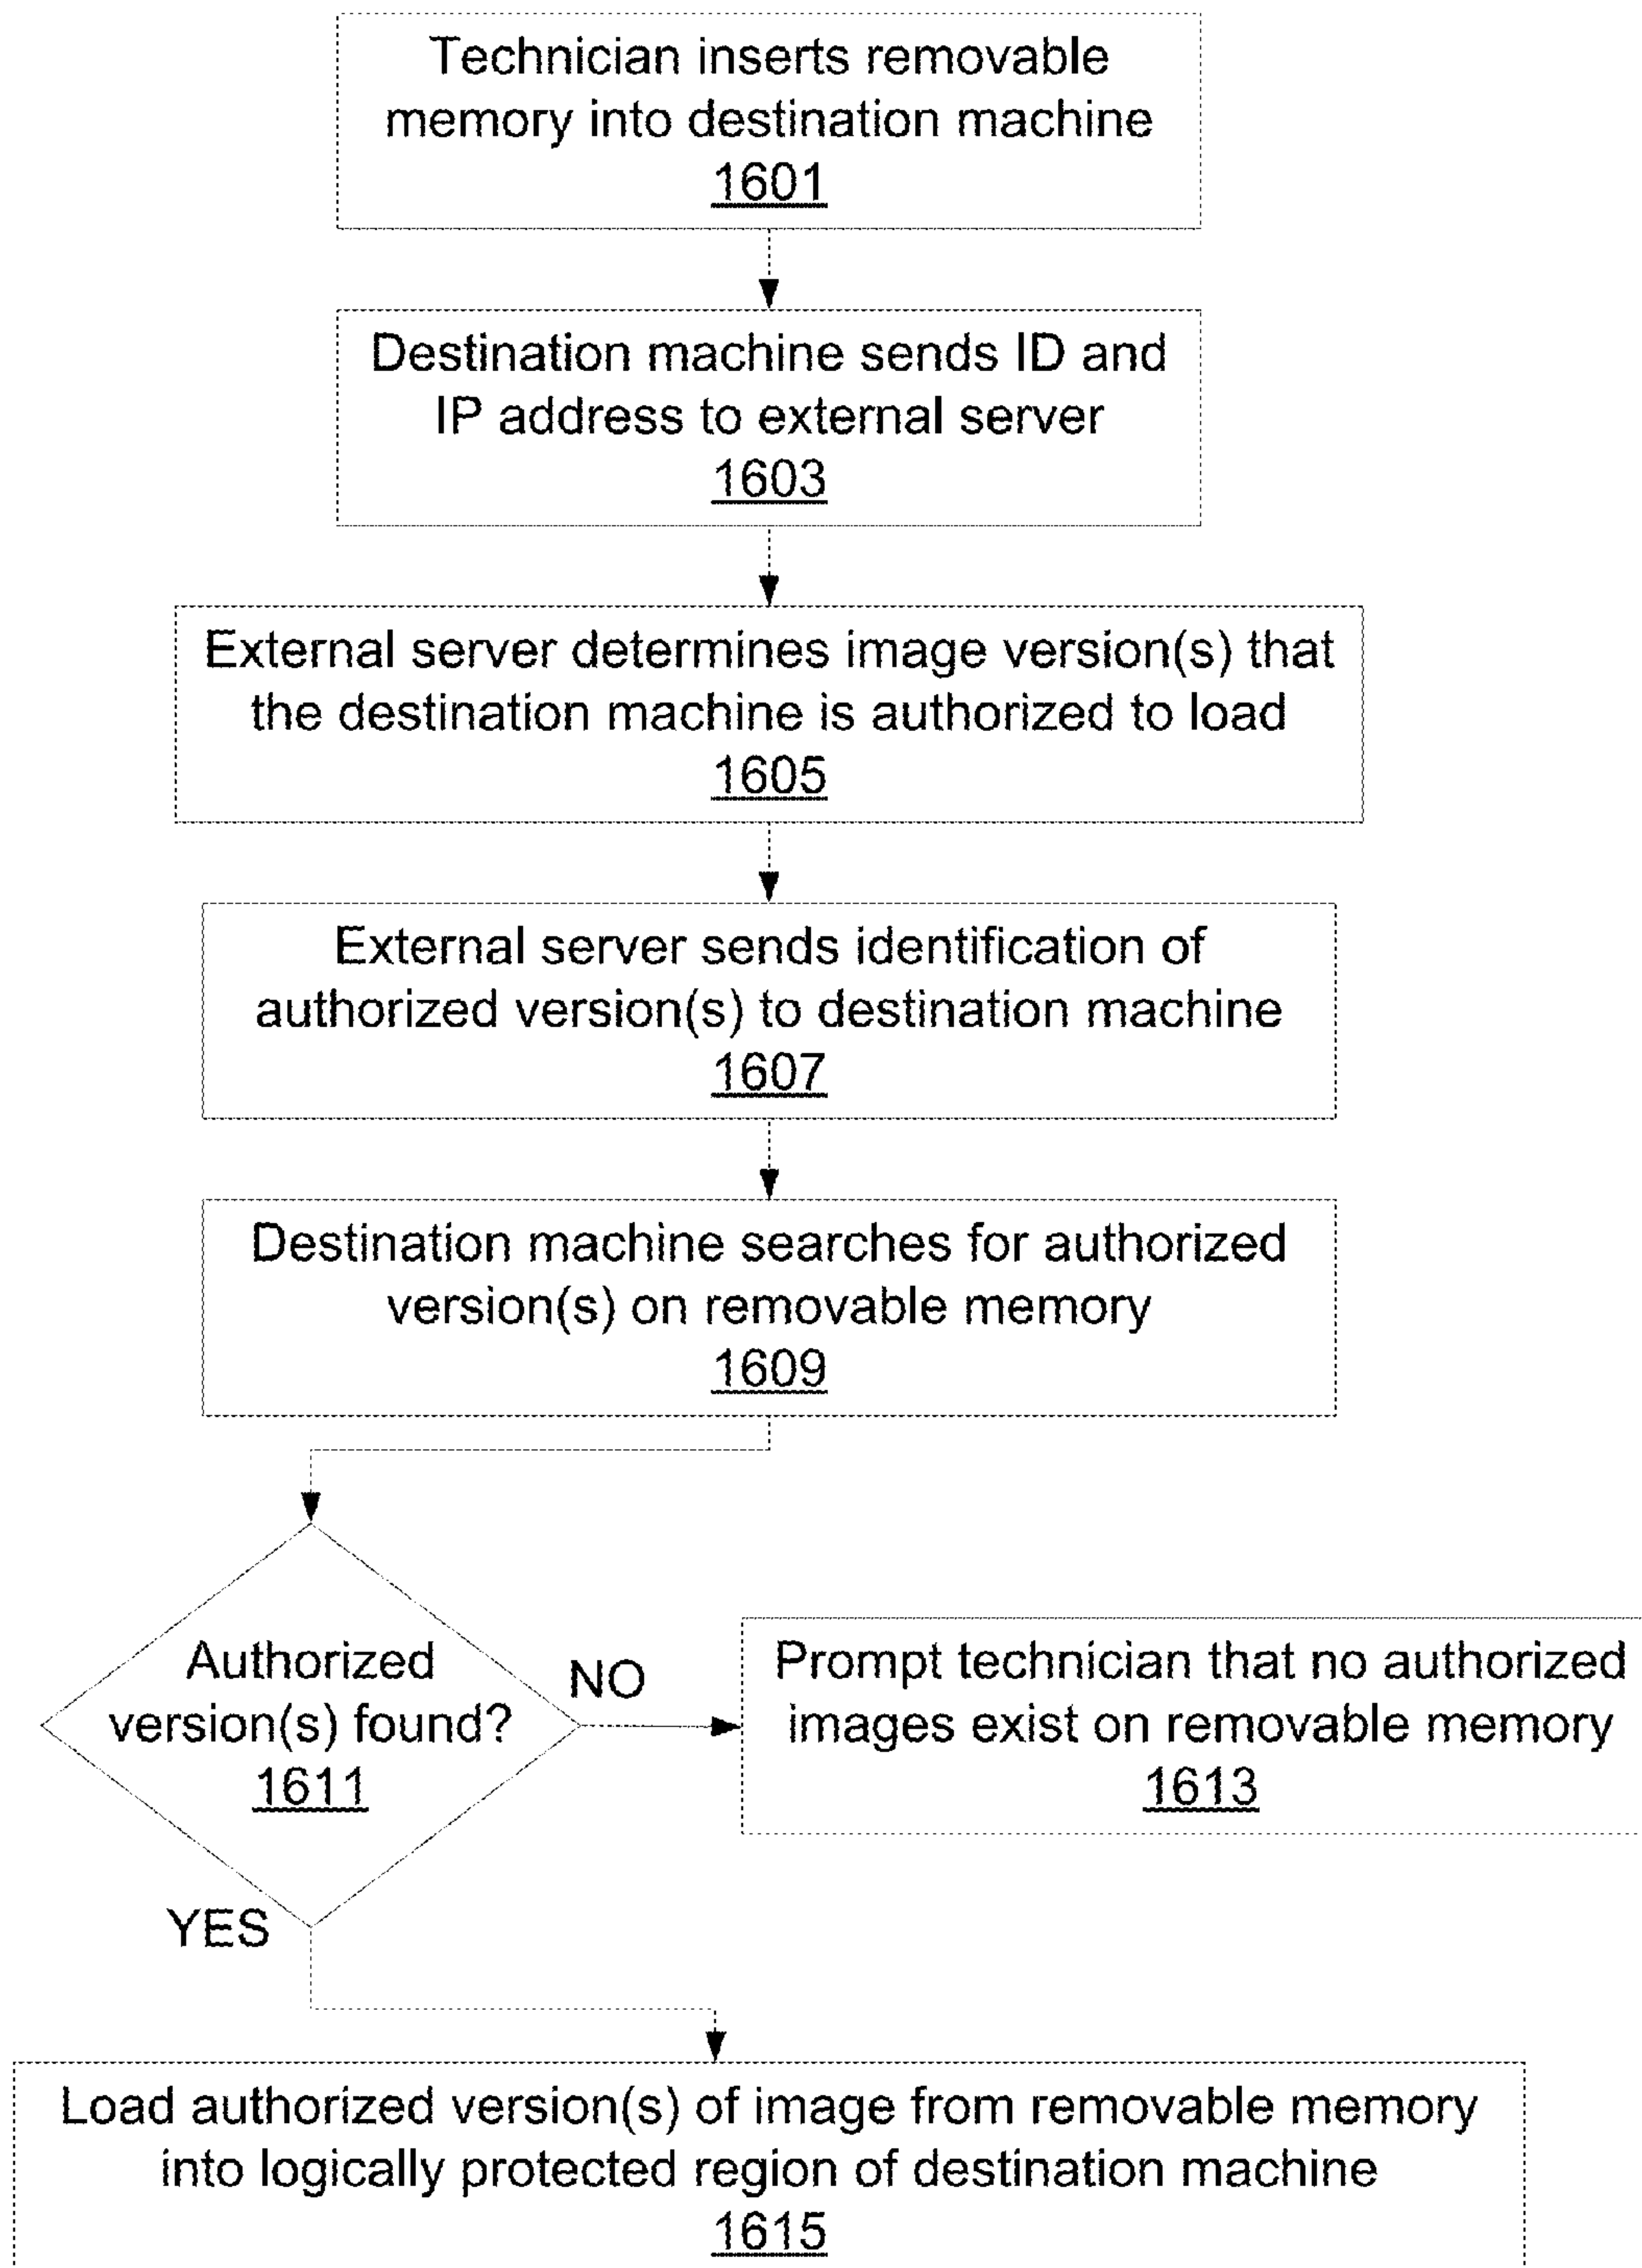 Technician inserts removable
memory into destination machine
1601
Destination machine sends ID and
IP address to external server
1603
External server determines image version(s) that
the destination machine is authorized to load
1605
External server sends identification of
authorized version(s) to destination machine
1607
Destination machine searches for authorized
version(s) on removable memory
1609
Authorized
version(s) found?
1611
NO
Prompt technician that no authorized
images exist on removable memory
1613
YES
Load authorized version(s) of image from removable memory
into logically protected region of destination machine
1615